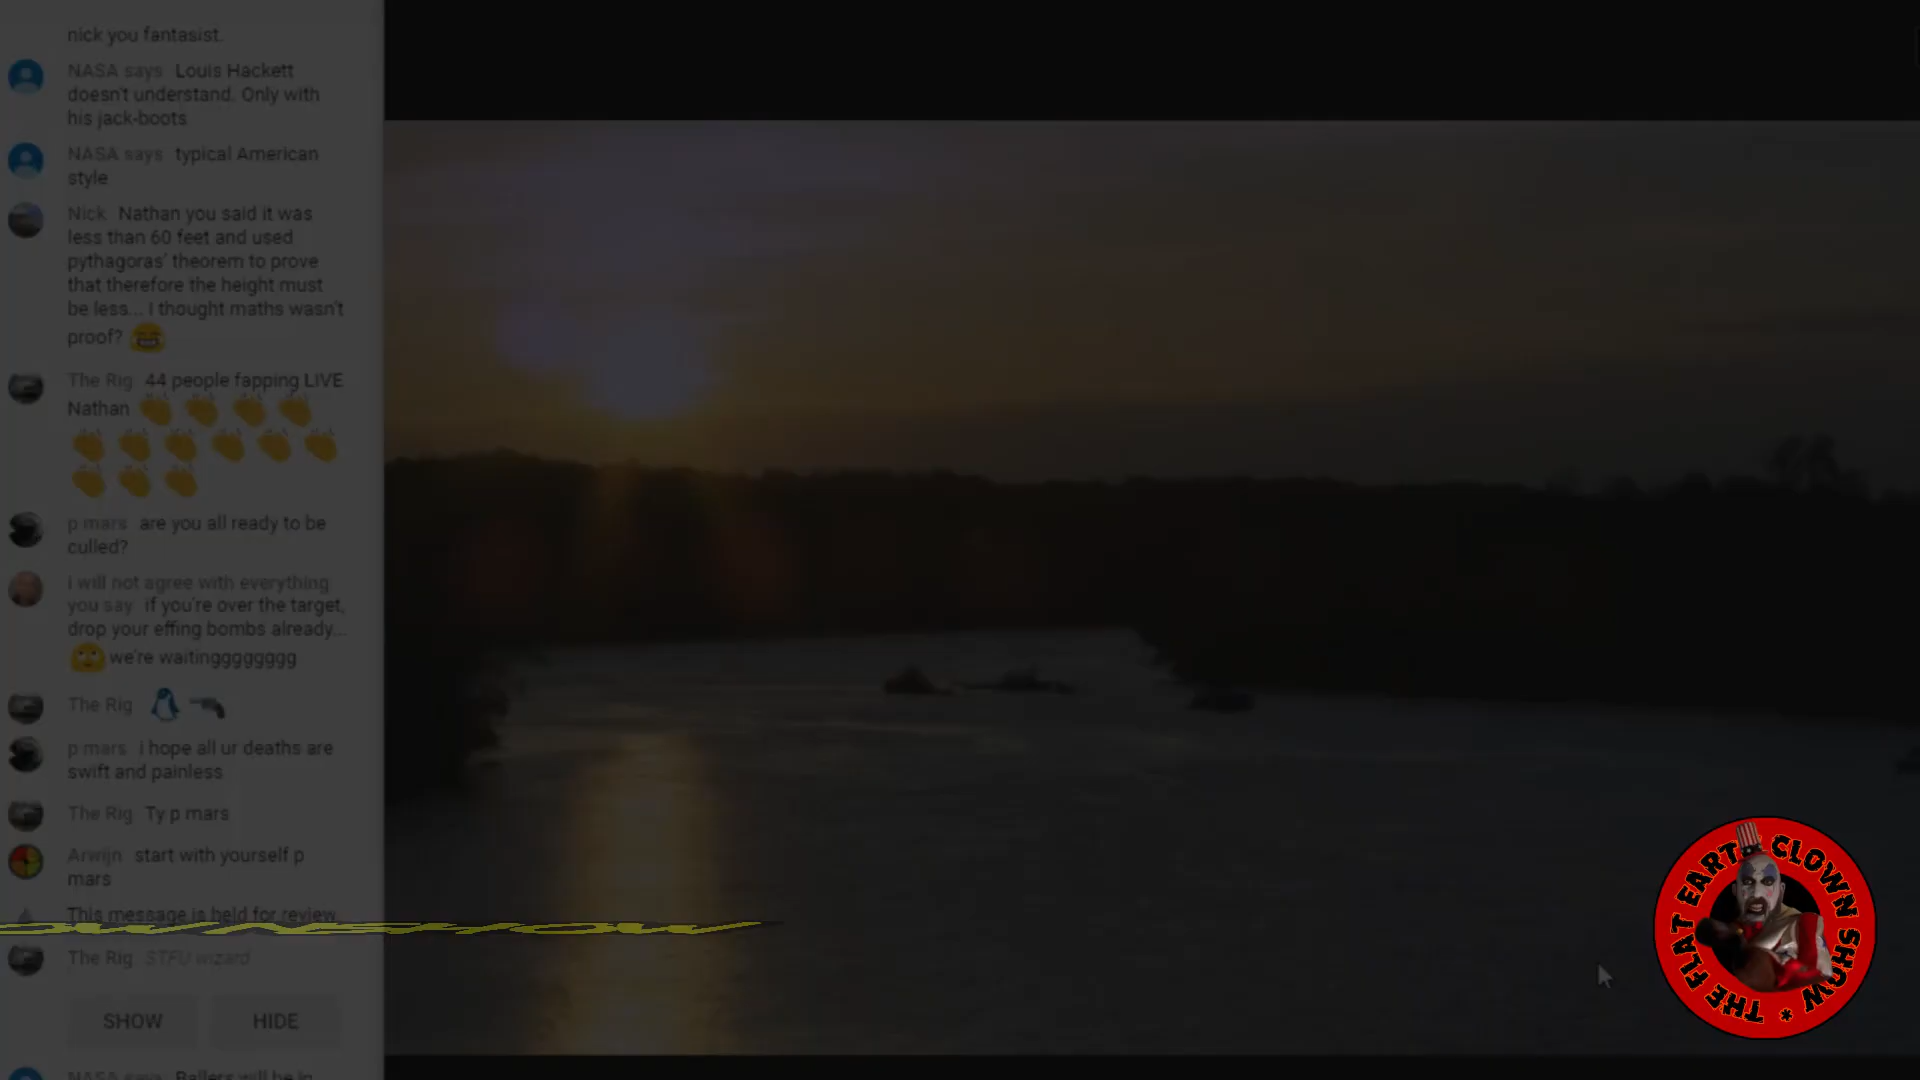 nick you fantasist.
NASA says Louis Hackett
doesn't understand. Only with
his jack-boots
NASA says typical American
style
Nick Nathan you said it was
less than 60 feet and used
pythagoras' theorem to prove
that therefore the height must
be less... I thought maths wasn't
proof? 😂
The Rig 44 people fapping LIVE
Nathan 👏 👏 👏 👏
👏 👏 👏 👏 👏 👏
👏 👏 👏
p mars are you all ready to be
culled?
i will not agree with everything
you say if you're over the target,
drop your effing bombs already...
🙄 we're waitinggggggg
The Rig 🐧 🔫
p mars i hope all ur deaths are
swift and painless
The Rig Ty p mars
Arwijn start with yourself p
mars
This message is held for review.
The Rig STFU wizard
SHOW HIDE
NASA says Ballers will be in
THE FLAT EARTH CLOWN SHOW *